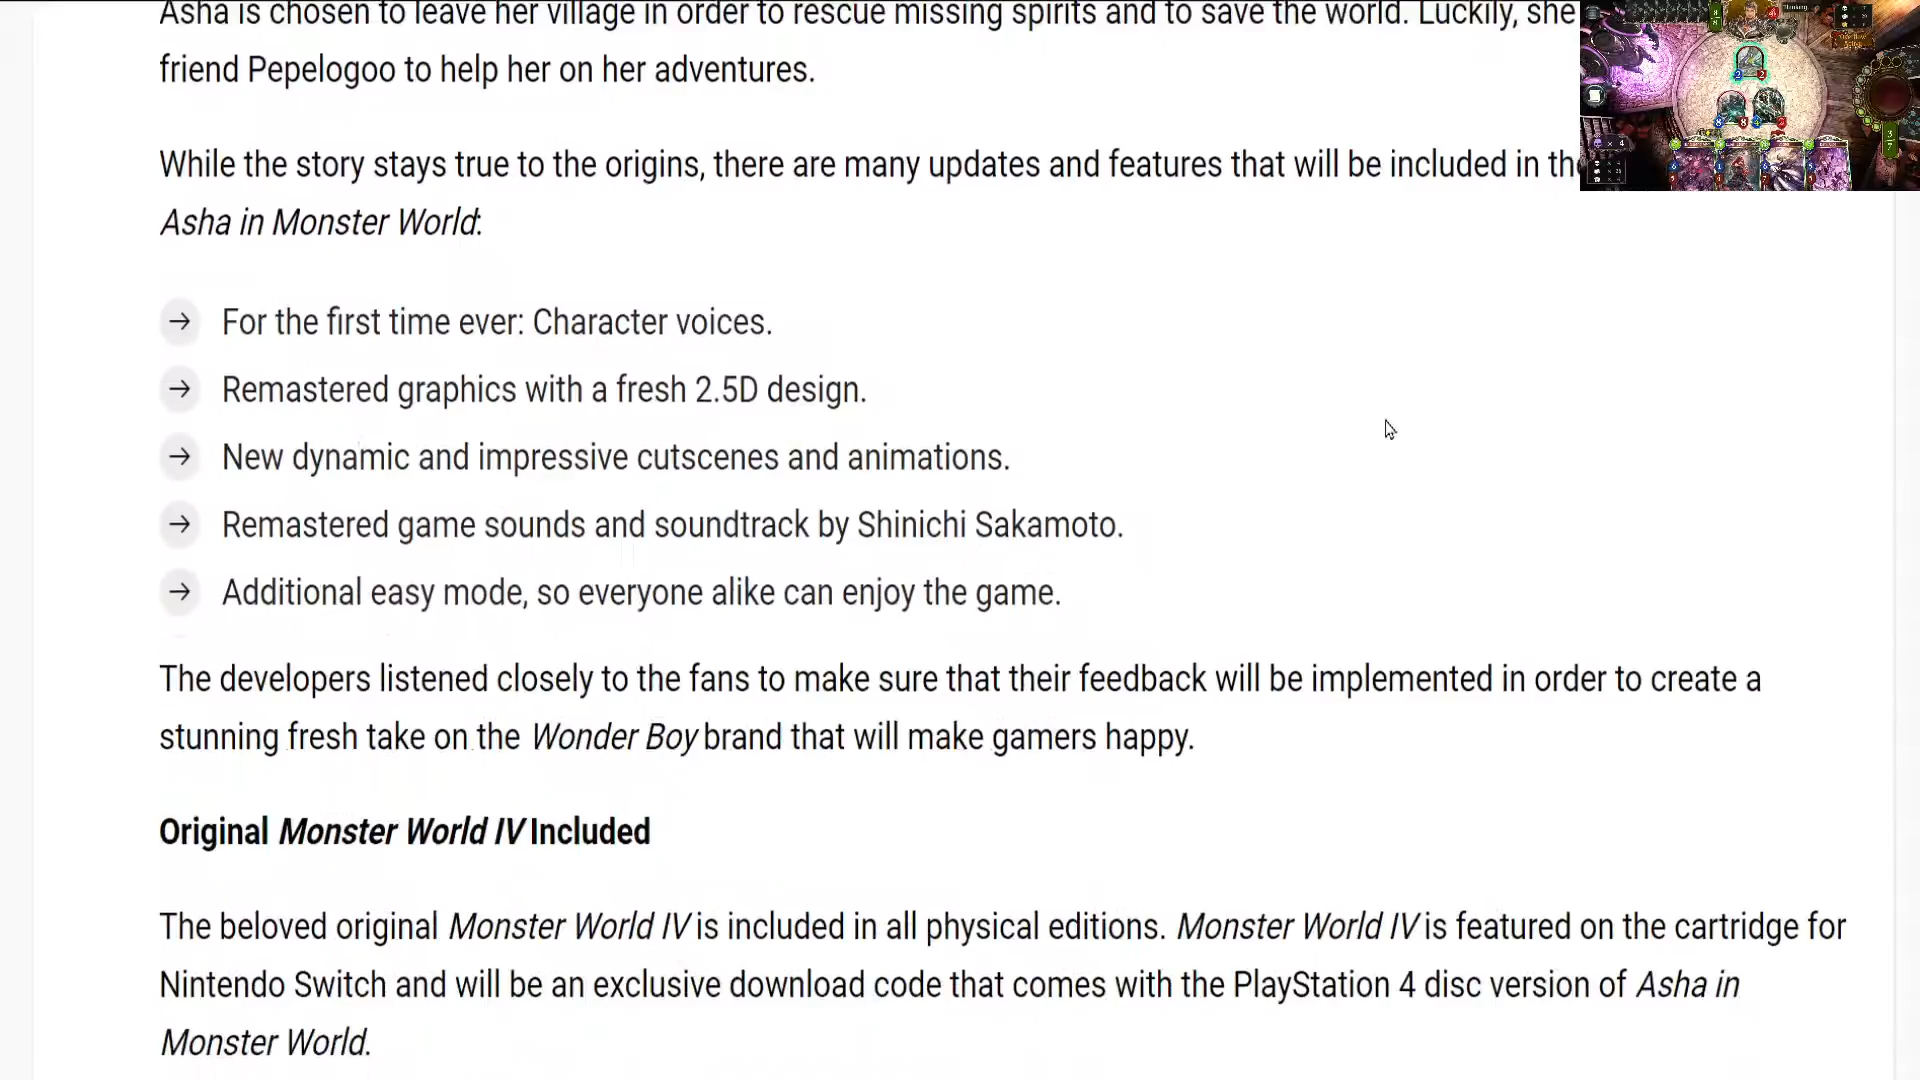 Asha is chosen to leave her village in order to rescue missing spirits and to save the world. Luckily, she
friend Pepelogoo to help her on her adventures.
While the story stays true to the origins, there are many updates and features that will be included in the
Asha in Monster World:
→ For the first time ever: Character voices.
→ Remastered graphics with a fresh 2.5D design.
→ New dynamic and impressive cutscenes and animations.
→ Remastered game sounds and soundtrack by Shinichi Sakamoto.
→ Additional easy mode, so everyone alike can enjoy the game.
The developers listened closely to the fans to make sure that their feedback will be implemented in order to create a
stunning fresh take on the Wonder Boy brand that will make gamers happy.
Original Monster World IV Included
The beloved original Monster World IV is included in all physical editions. Monster World IV is featured on the cartridge for
Nintendo Switch and will be an exclusive download code that comes with the PlayStation 4 disc version of Asha in
Monster World.